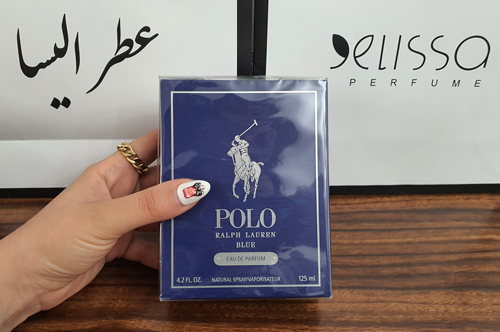 عطر الیسا
elissa
PERFUME
POLO
RALPH LAUREN
BLUE
EAU DE PARFUM
4.2 FL. OZ.
NATURAL SPRAY/VAPORISATEUR
125 ml